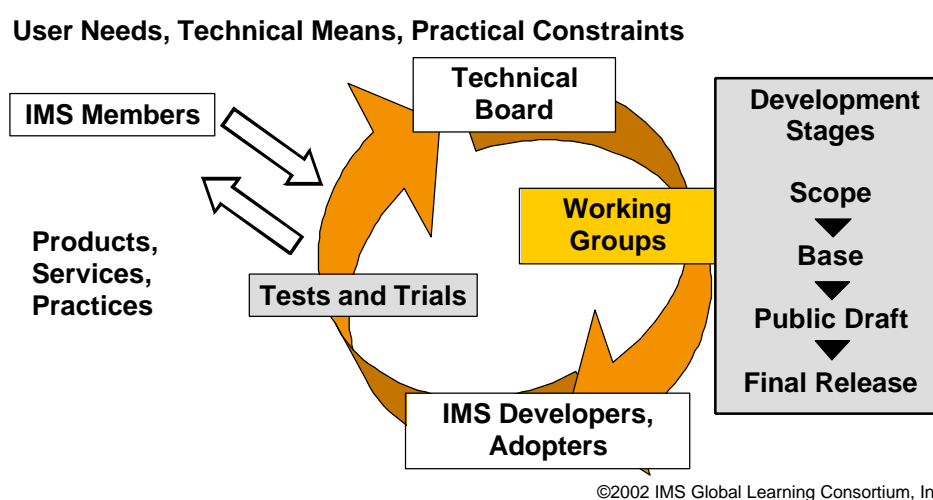 User Needs, Technical Means, Practical Constraints
Technical
Board
IMS Members
Development
Stages
Scope
Working
Groups
Base
Products,
Services,
Practices
Tests and Trials
Public Draft
Final Release
IMS Developers,
Adopters
©2002 IMS Global Learning Consortium, In